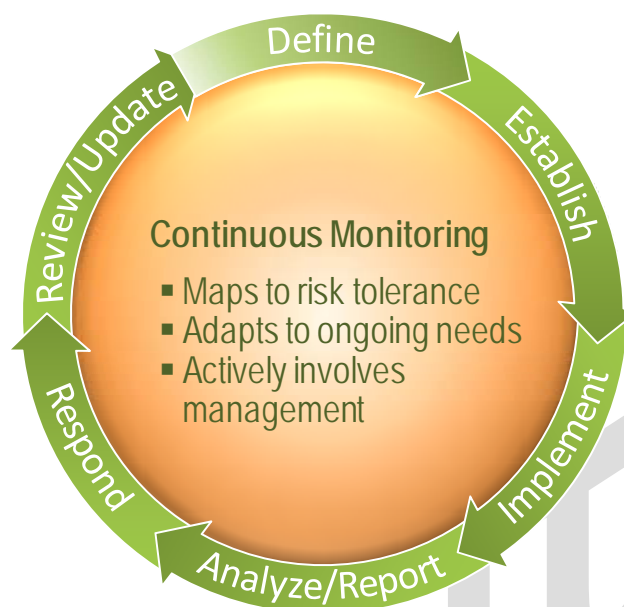 Define
Establish
Implement
Analyze/Report
Respond
Review/Update
Continuous Monitoring
▪ Maps to risk tolerance
▪ Adapts to ongoing needs
▪ Actively involves
management